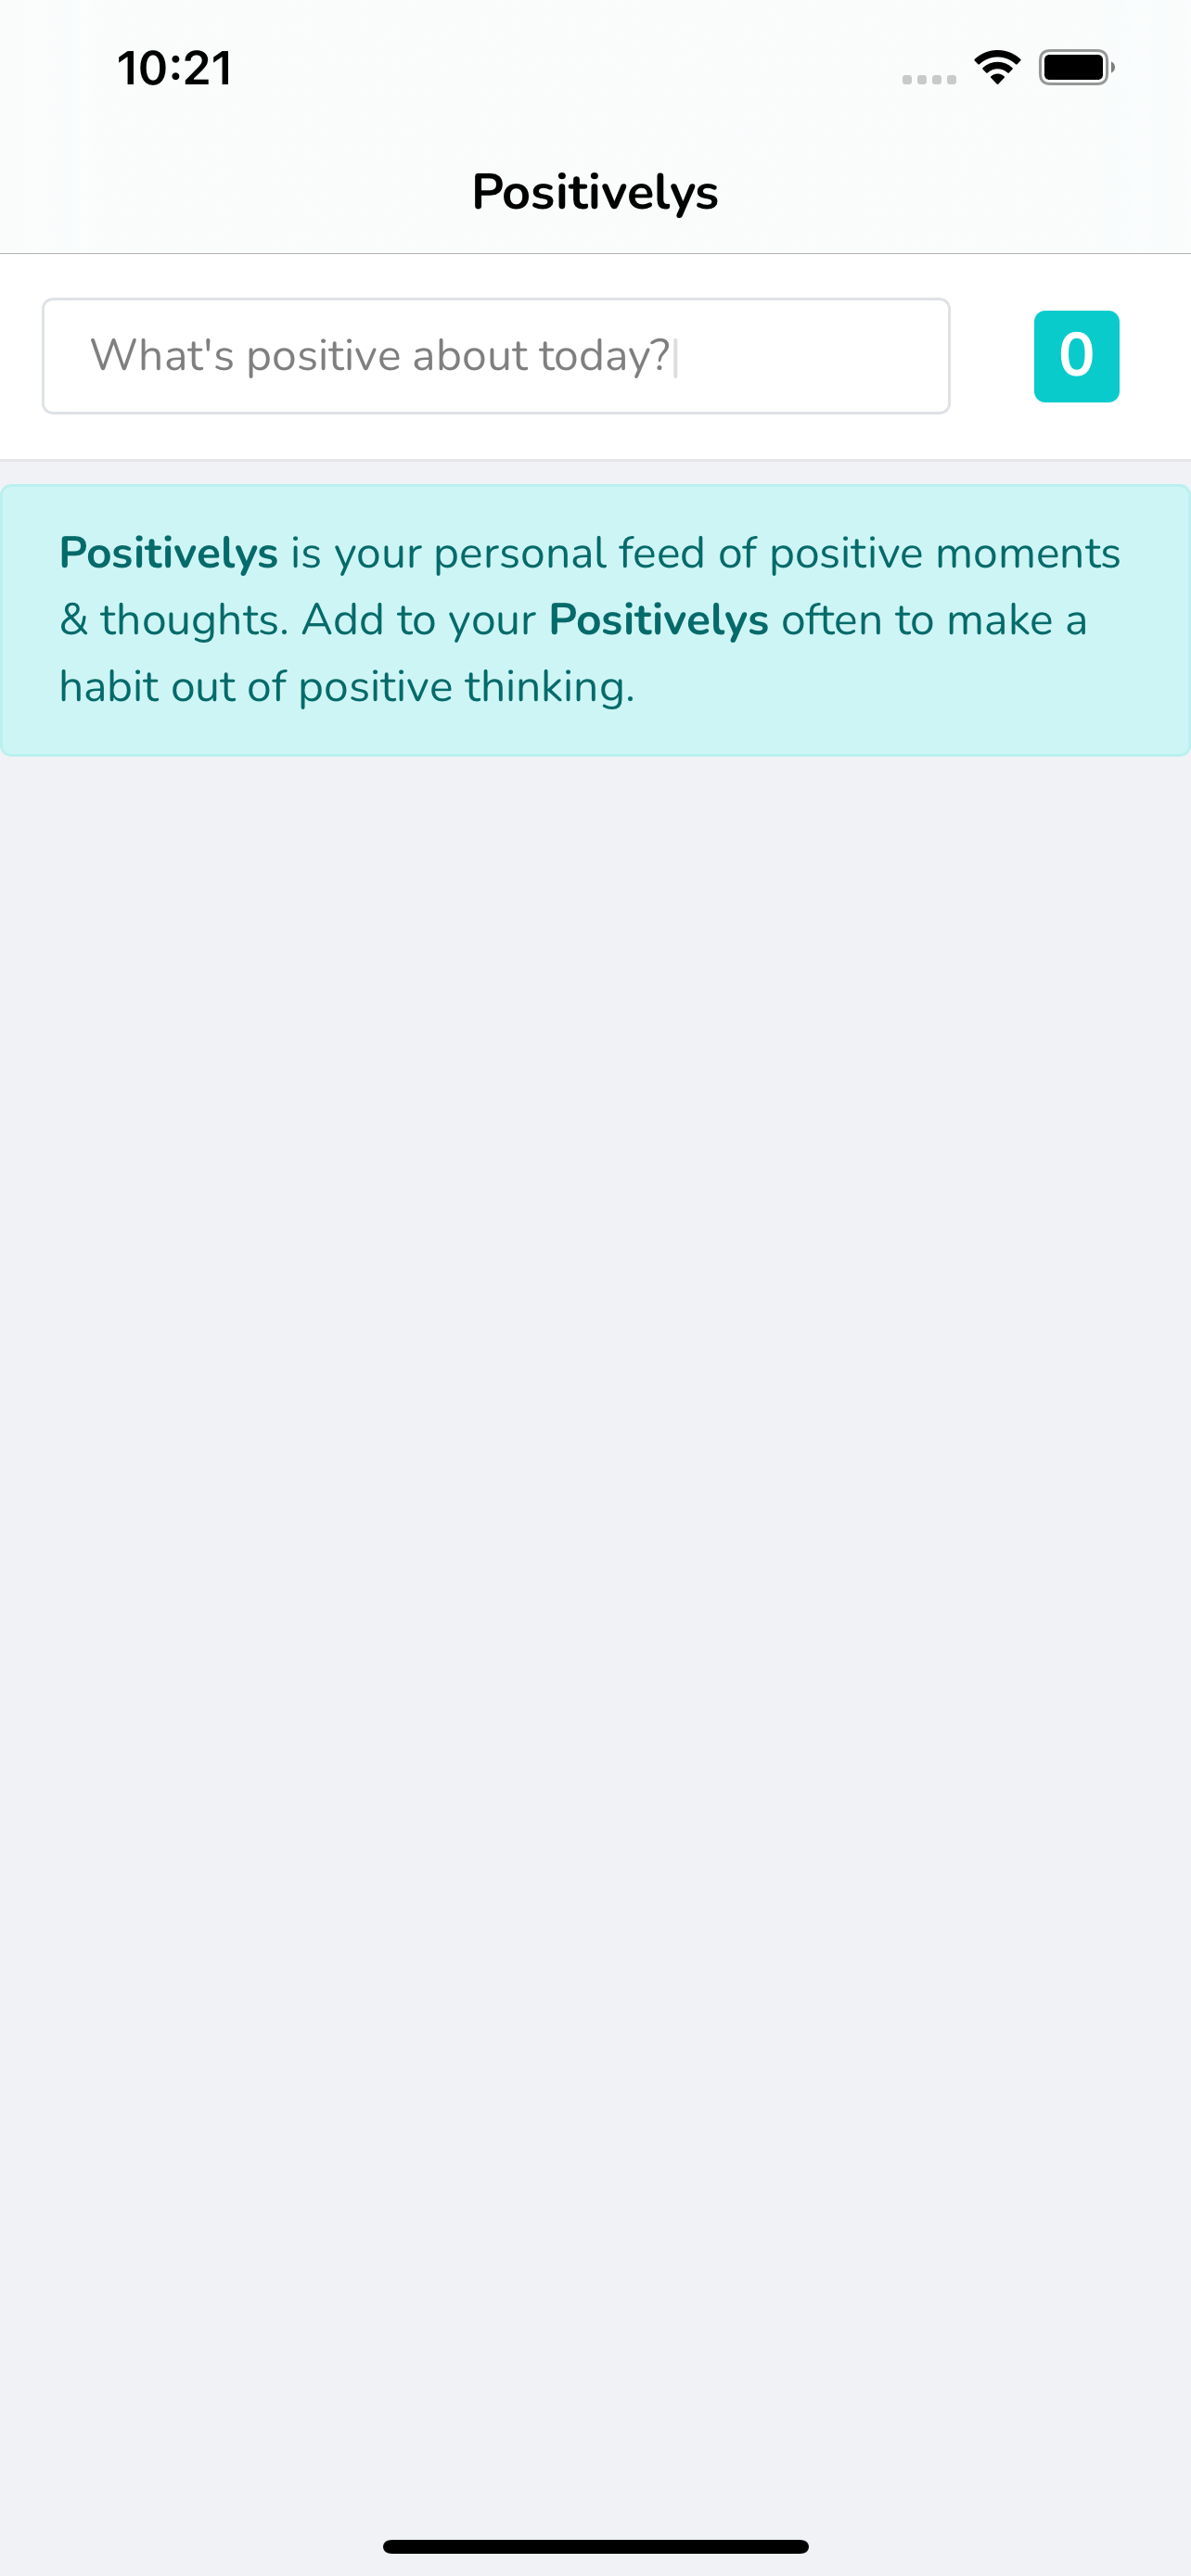 10:21
Positivelys
What's positive about today?
0
Positivelys is your personal feed of positive moments
& thoughts. Add to your Positivelys often to make a
habit out of positive thinking.